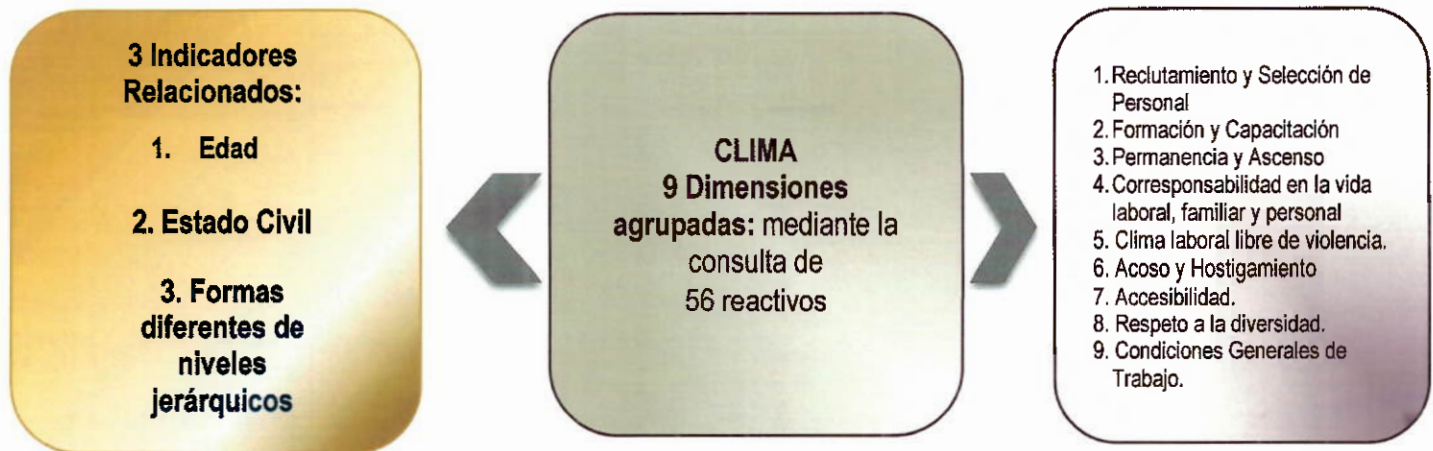 3 Indicadores
Relacionados:
1. Edad
2. Estado Civil
3. Formas
diferentes de
niveles
jerárquicos
CLIMA
9 Dimensiones
agrupadas: mediante la
consulta de
56 reactivos
1. Reclutamiento y Selección de
Personal
2. Formación y Capacitación
3. Permanencia y Ascenso
4. Corresponsabilidad en la vida
laboral, familiar y personal
5. Clima laboral libre de violencia.
6. Acoso y Hostigamiento
7. Accesibilidad.
8. Respeto a la diversidad.
9. Condiciones Generales de
Trabajo.